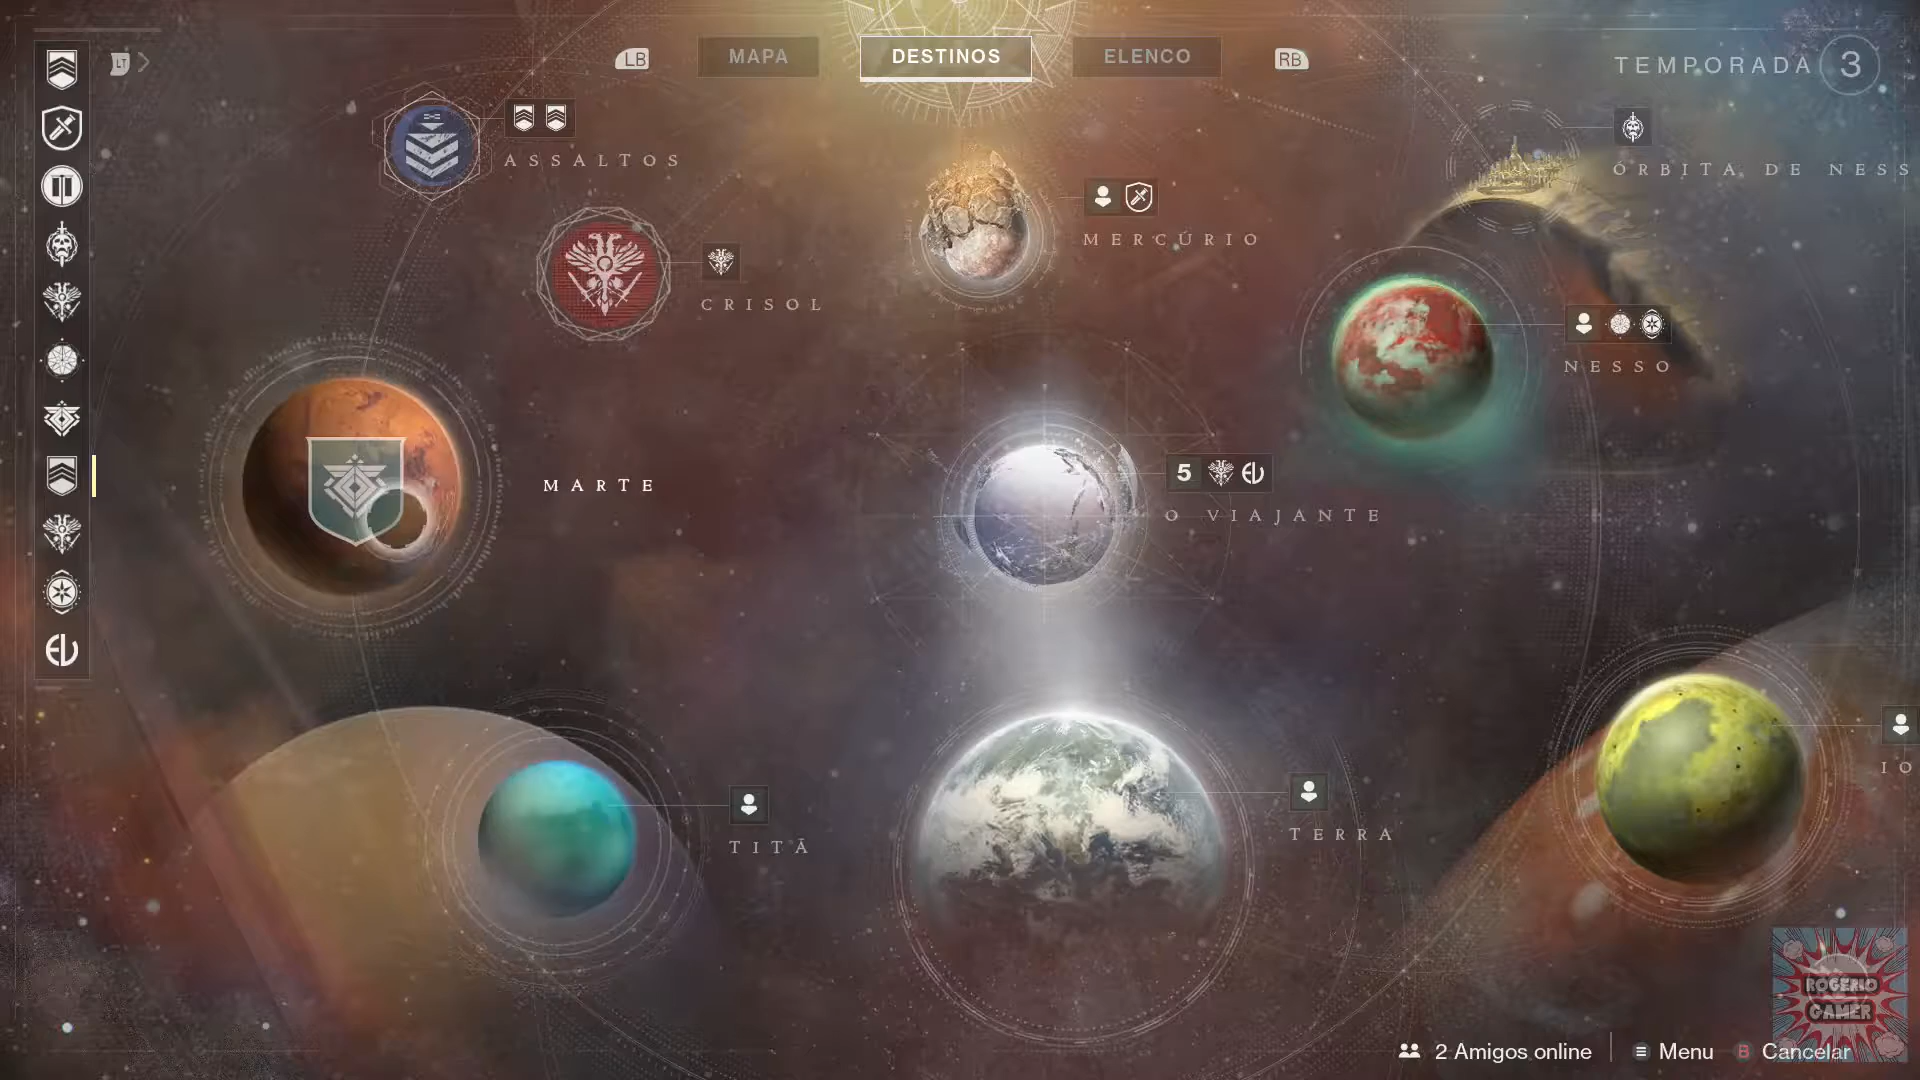 LT
LB
MAPA
DESTINOS
ELENCO
RB
TEMPORADA 3
ASSALTOS
ÓRBITA DE NESS
MERCÚRIO
CRISOL
NESSO
MARTE
5
O VIAJANTE
IO
TITÃ
TERRA
ROGERIO
GAMER
2 Amigos online
Menu
B Cancelar